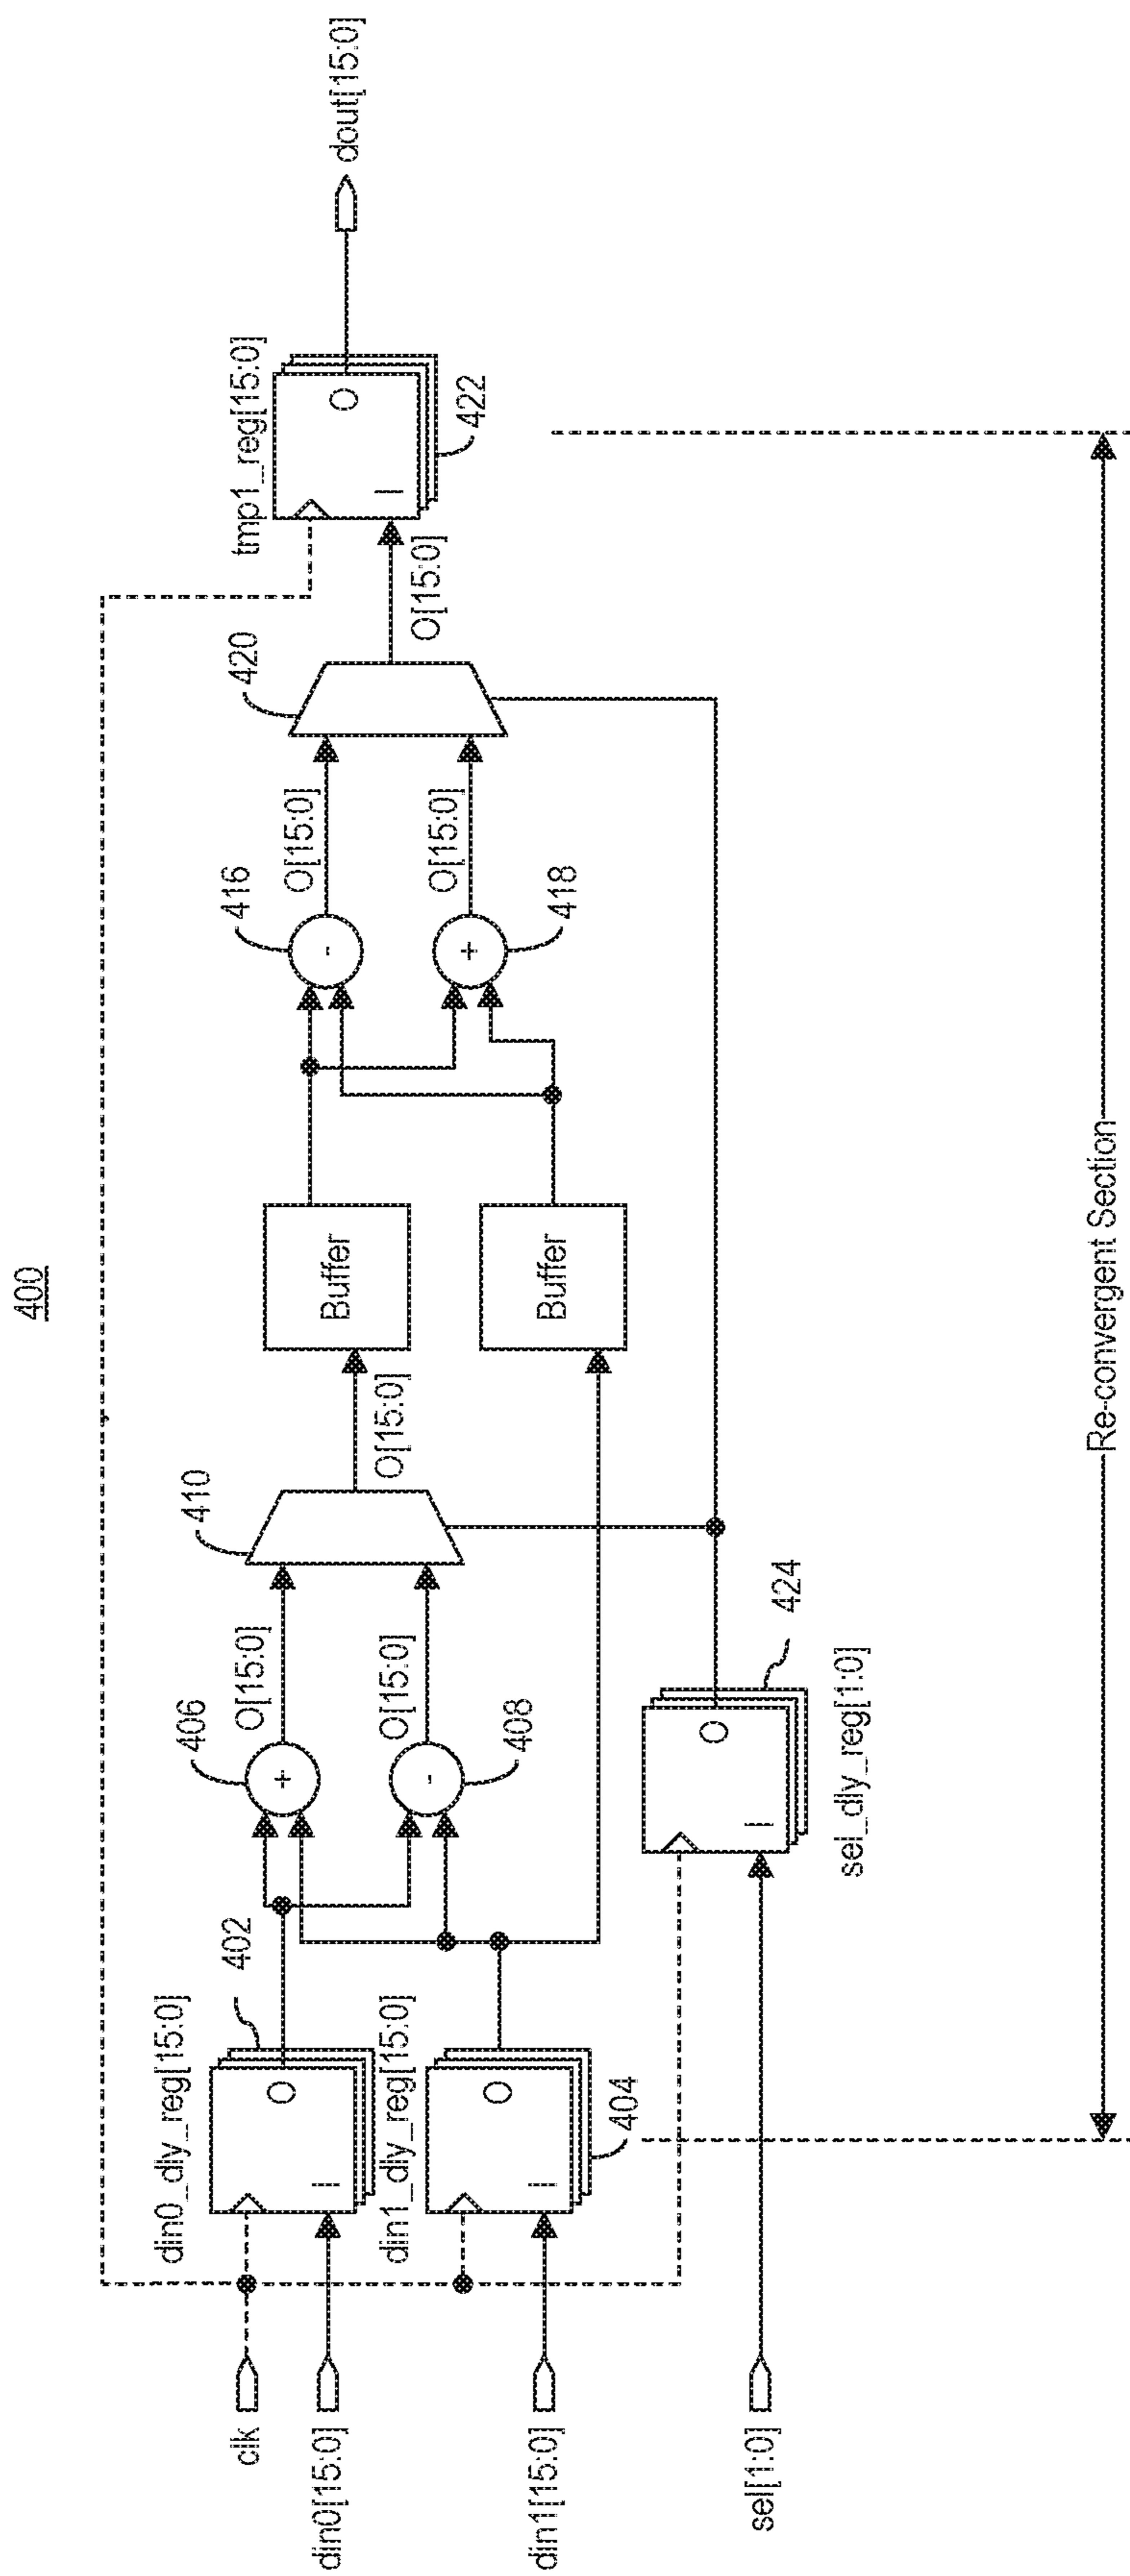 400
clk
din0[15:0]
din1[15:0]
sel[1:0]
din0_dly_reg[15:0]
402
O
I
din1_dly_reg[15:0]
404
O
I
406
+
O[15:0]
408
-
O[15:0]
sel_dly_reg[1:0]
424
O
I
410
O[15:0]
Buffer
Buffer
416
-
O[15:0]
418
+
O[15:0]
420
O[15:0]
tmp1_reg[15:0]
422
O
I
dout[15:0]
Re-convergent Section